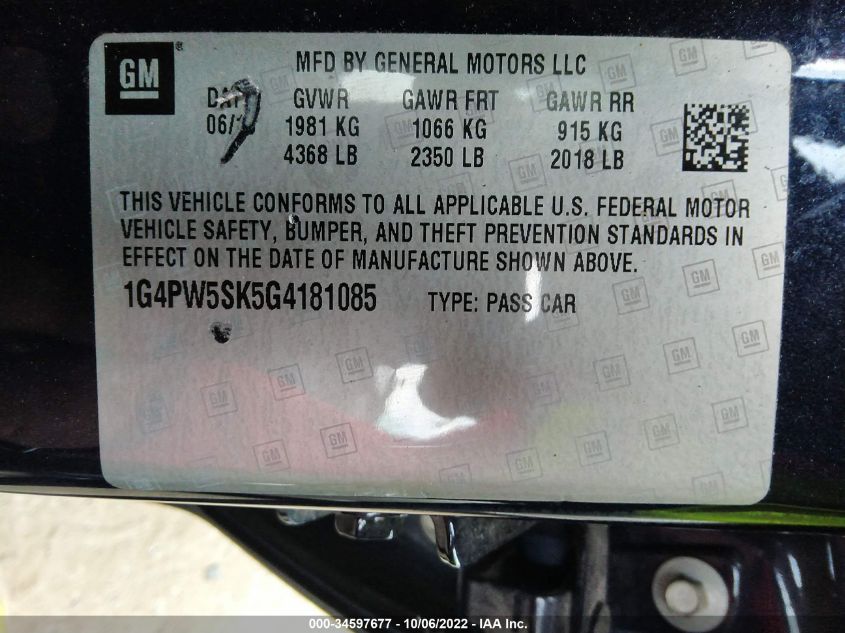 GM
MFD BY GENERAL MOTORS LLC
GVWR GAWR FRT GAWR RR
06/1 1981 KG 1066 KG 915 KG
4368 LB 2350 LB 2018 LB
THIS VEHICLE CONFORMS TO ALL APPLICABLE U.S. FEDERAL MOTOR
VEHICLE SAFETY, BUMPER, AND THEFT PREVENTION STANDARDS IN
EFFECT ON THE DATE OF MANUFACTURE SHOWN ABOVE.
1G4PW5SK5G4181085 TYPE: PASS CAR
000-34597677 - 10/06/2022 - IAA Inc.